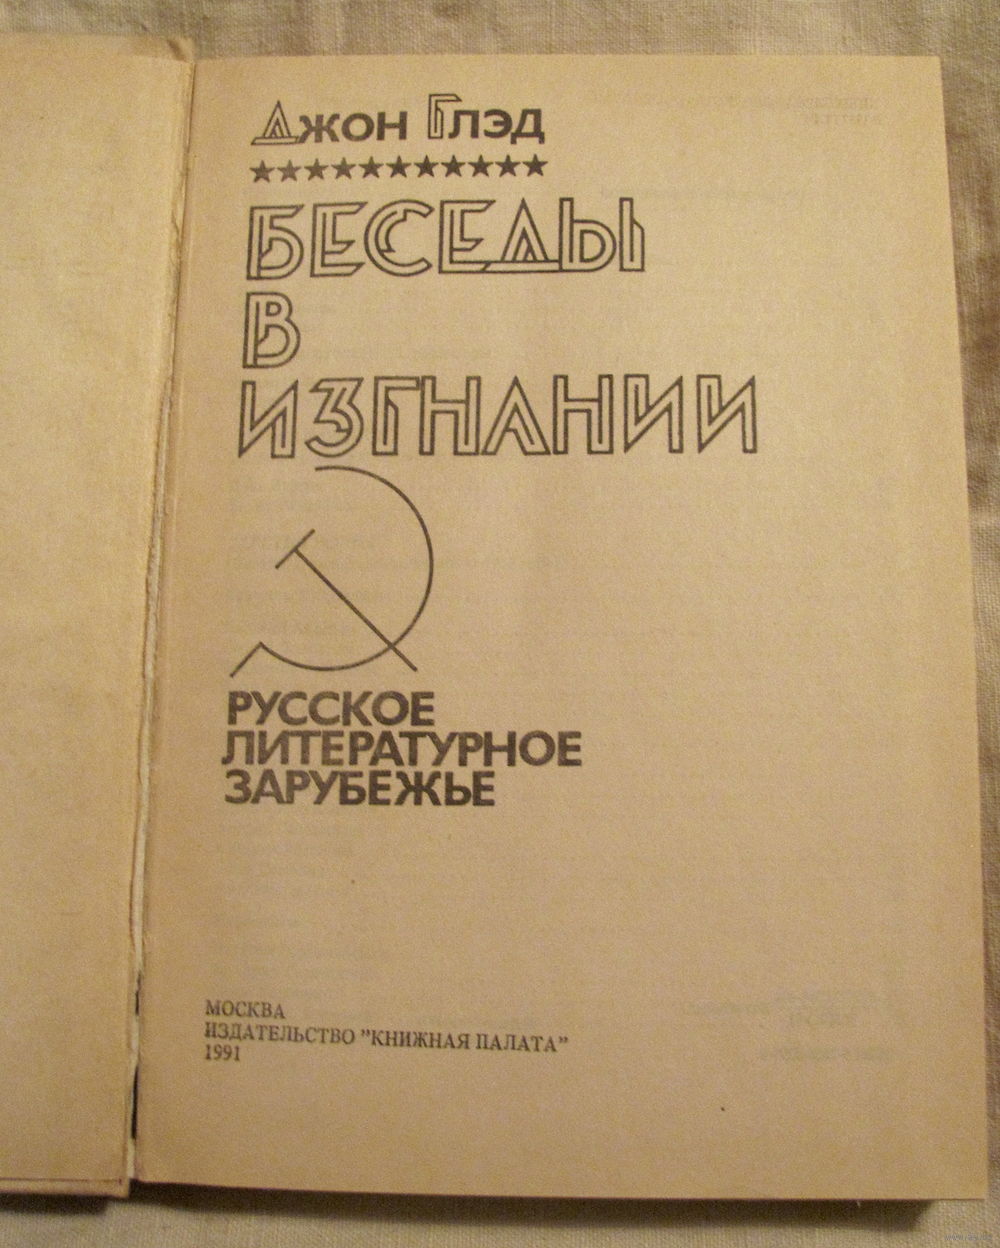 Джон Глэд
БЕСЕДЫ
В
ИЗГНАНИИ
РУССКОЕ
ЛИТЕРАТУРНОЕ
ЗАРУБЕЖЬЕ
МОСКВА
ИЗДАТЕЛЬСТВО "КНИЖНАЯ ПАЛАТА"
1991